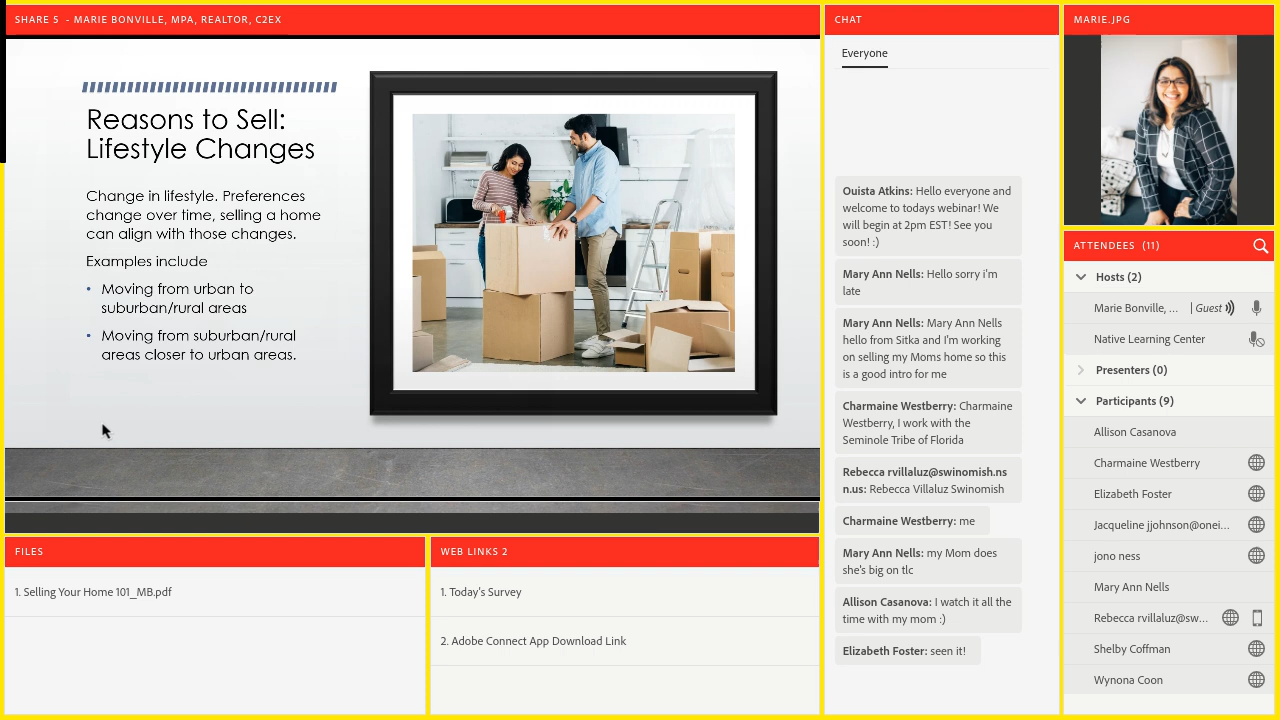 SHARE 5 - MARIE BONVILLE, MPA, REALTOR, C2EX
Reasons to Sell:
Lifestyle Changes
Change in lifestyle. Preferences
change over time, selling a home
can align with those changes.
Examples include
• Moving from urban to
suburban/rural areas
• Moving from suburban/rural
areas closer to urban areas.
FILES
1. Selling Your Home 101_MB.pdf
WEB LINKS 2
1. Today's Survey
2. Adobe Connect App Download Link
CHAT
Everyone
Ouista Atkins: Hello everyone and
welcome to todays webinar! We
will begin at 2pm EST! See you
soon! :)
Mary Ann Nells: Hello sorry i'm
late
Mary Ann Nells: Mary Ann Nells
hello from Sitka and I'm working
on selling my Moms home so this
is a good intro for me
Charmaine Westberry: Charmaine
Westberry, I work with the
Seminole Tribe of Florida
Rebecca rvillaluz@swinomish.ns
n.us: Rebecca Villaluz Swinomish
Charmaine Westberry: me
Mary Ann Nells: my Mom does
she's big on tlc
Allison Casanova: I watch it all the
time with my mom :)
Elizabeth Foster: seen it!
MARIE.JPG
ATTENDEES (11)
Hosts (2)
Marie Bonville, ... | Guest
Native Learning Center
Presenters (0)
Participants (9)
Allison Casanova
Charmaine Westberry
Elizabeth Foster
Jacqueline jjohnson@onei...
jono ness
Mary Ann Nells
Rebecca rvillaluz@sw...
Shelby Coffman
Wynona Coon